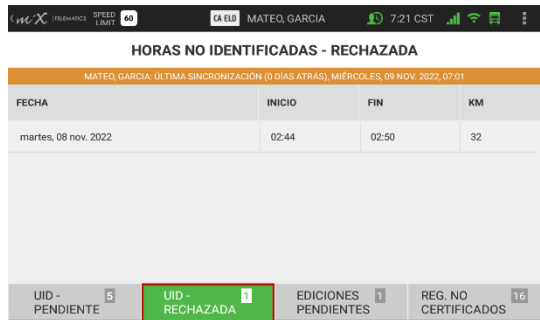 miX TELEMATICS SPEED LIMIT 60 CA ELD MATEO, GARCIA 7:21 CST
HORAS NO IDENTIFICADAS - RECHAZADA
MATEO, GARCIA: ÚLTIMA SINCRONIZACIÓN (0 DÍAS ATRÁS), MIÉRCOLES, 09 NOV. 2022, 07:01
FECHA INICIO FIN KM
martes, 08 nov. 2022 02:44 02:50 32
UID - PENDIENTE 5
UID - RECHAZADA 1
EDICIONES PENDIENTES 1
REG. NO CERTIFICADOS 16